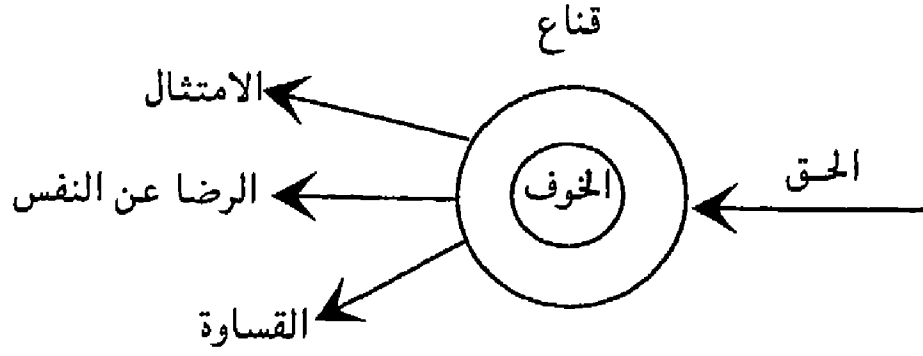 قناع
الحق
الخوف
الامتثال
الرضا عن النفس
القساوة